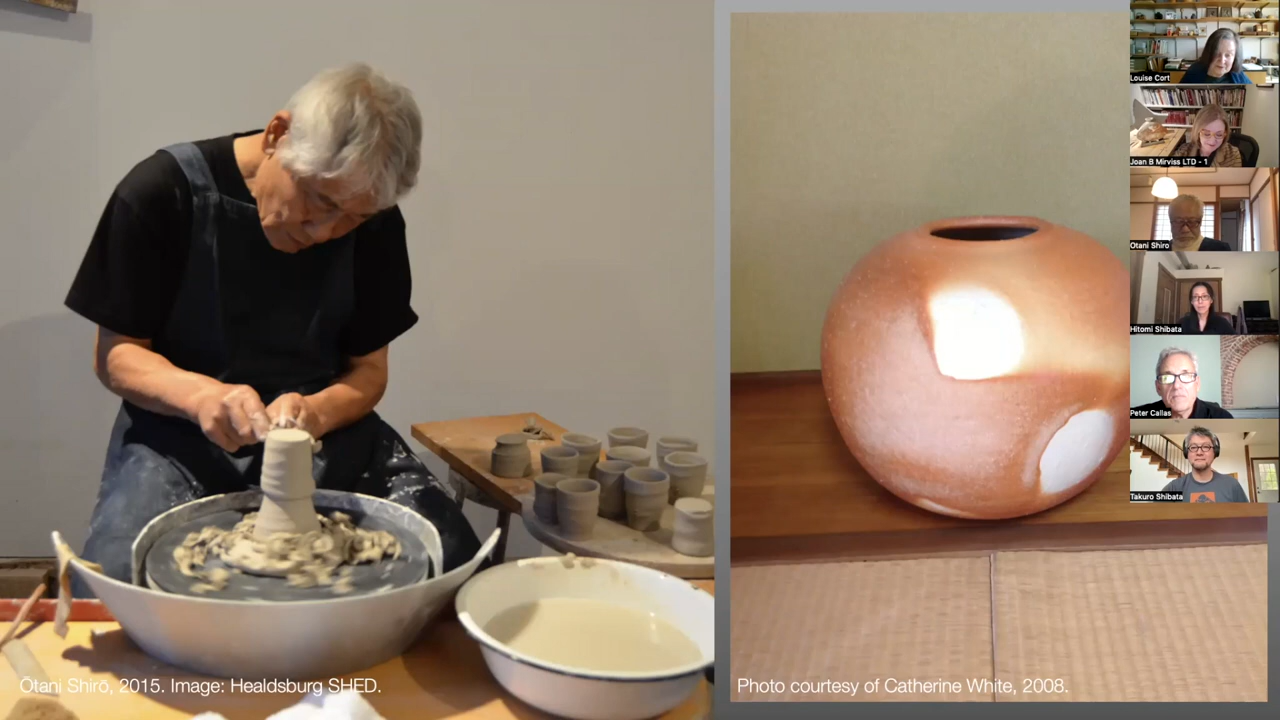 Louise Cort
Joan B Mirviss LTD - 1
Otani Shiro
Hitomi Shibata
Peter Callas
Takuro Shibata
Ōtani Shirō, 2015. Image: Healdsburg SHED.
Photo courtesy of Catherine White, 2008.